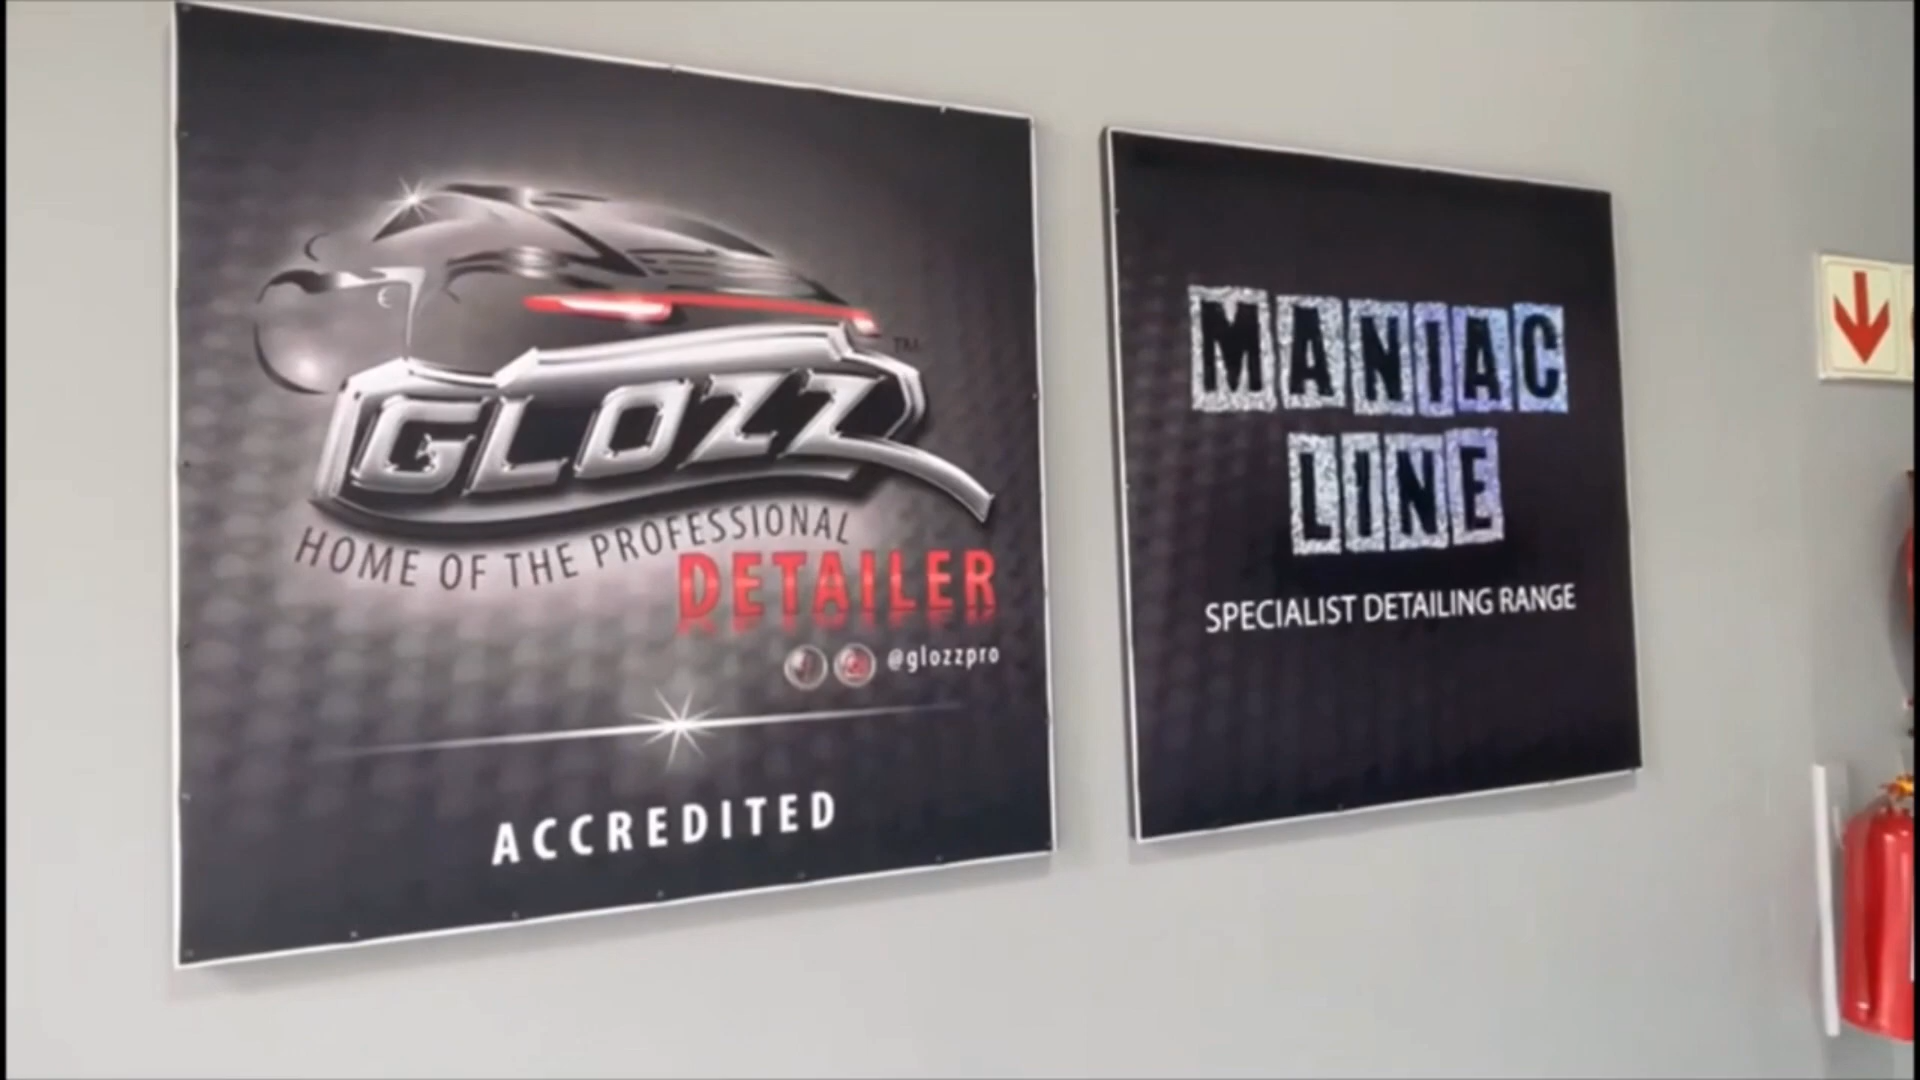 GLOZZ
TM
HOME OF THE PROFESSIONAL
DETAILER
@glozzpro
ACCREDITED
MANIAC
LINE
SPECIALIST DETAILING RANGE